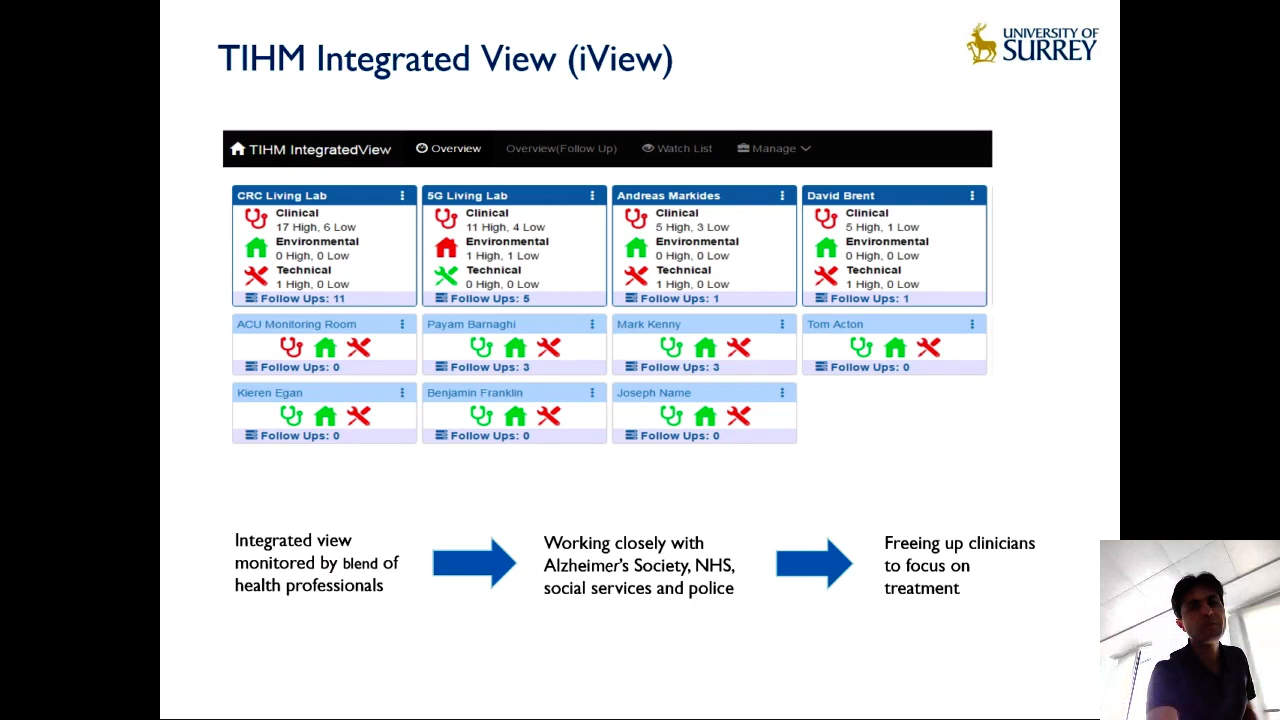 TIHM Integrated View (iView)
UNIVERSITY OF
SURREY
TIHM IntegratedView Overview Overview(Follow Up) Watch List Manage
CRC Living Lab
Clinical
17 High, 6 Low
Environmental
0 High, 0 Low
Technical
1 High, 0 Low
Follow Ups: 11
5G Living Lab
Clinical
11 High, 4 Low
Environmental
1 High, 1 Low
Technical
0 High, 0 Low
Follow Ups: 5
Andreas Markides
Clinical
5 High, 3 Low
Environmental
0 High, 0 Low
Technical
1 High, 0 Low
Follow Ups: 1
David Brent
Clinical
5 High, 1 Low
Environmental
0 High, 0 Low
Technical
1 High, 0 Low
Follow Ups: 1
ACU Monitoring Room
Follow Ups: 0
Payam Barnaghi
Follow Ups: 3
Mark Kenny
Follow Ups: 3
Tom Acton
Follow Ups: 0
Kieren Egan
Follow Ups: 0
Benjamin Franklin
Follow Ups: 0
Joseph Name
Follow Ups: 0
Integrated view
monitored by blend of
health professionals
Working closely with
Alzheimer's Society, NHS,
social services and police
Freeing up clinicians
to focus on
treatment